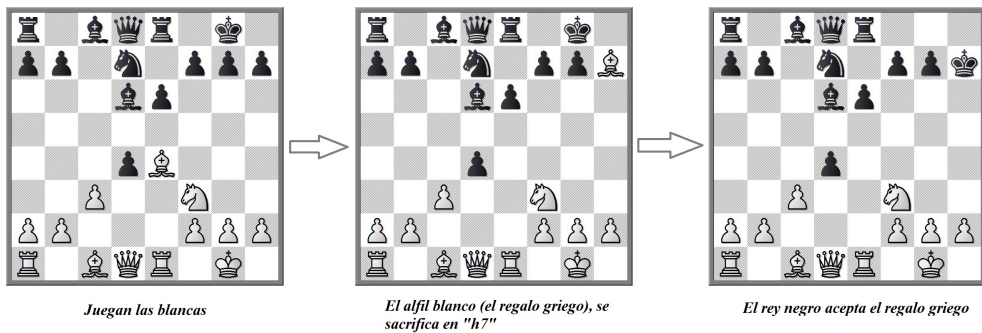 Juegan las blancas
El alfil blanco (el regalo griego), se
sacrifica en "h7"
El rey negro acepta el regalo griego